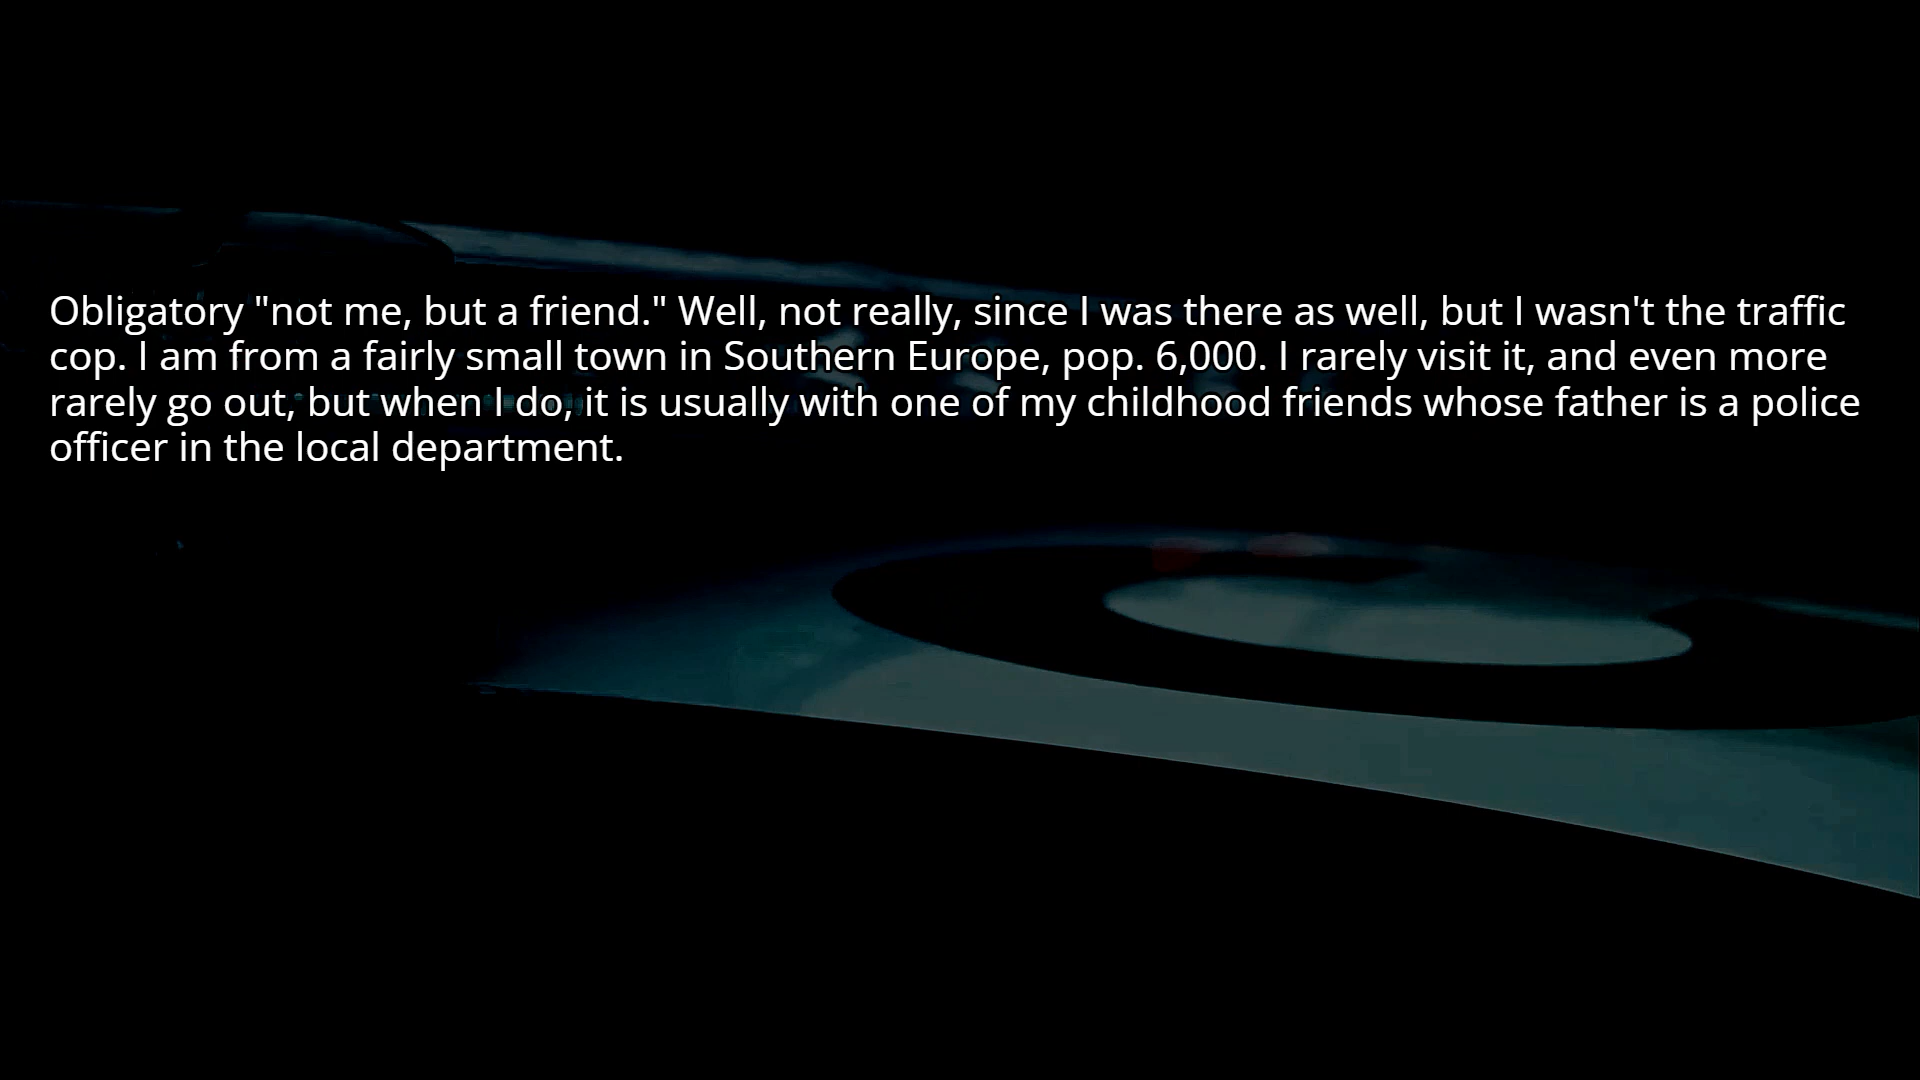 Obligatory "not me, but a friend." Well, not really, since I was there as well, but I wasn't the traffic
cop. I am from a fairly small town in Southern Europe, pop. 6,000. I rarely visit it, and even more
rarely go out, but when I do, it is usually with one of my childhood friends whose father is a police
officer in the local department.